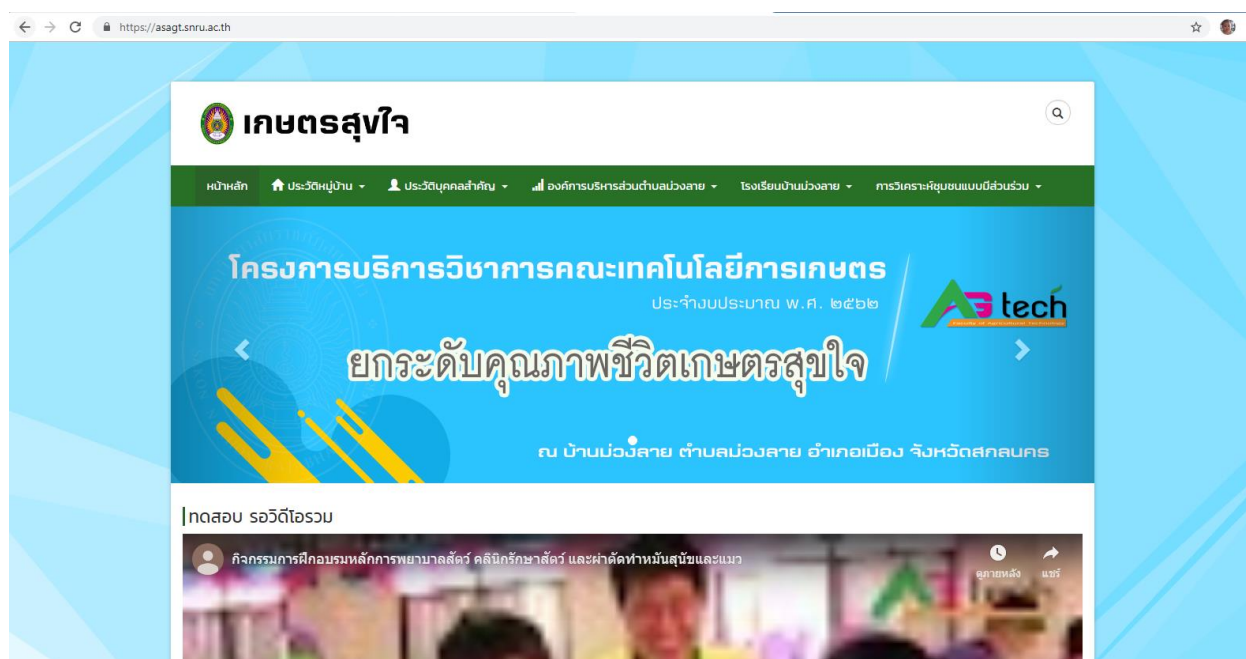 https://asagt.snru.ac.th
เกษตรสุขใจ
หน้าหลัก ประวัติหมู่บ้าน ประวัติบุคคลสำคัญ องค์การบริหารส่วนตำบลม่วงลาย โรงเรียนบ้านม่วงลาย การวิเคราะห์ชุมชนแบบมีส่วนร่วม
โครงการบริการวิชาการคณะเทคโนโลยีการเกษตร
ประจำงบประมาณ พ.ศ. ๒๕๖๒
AG tech
Faculty of Agricultural Technology
ยกระดับคุณภาพชีวิตเกษตรสุขใจ
ณ บ้านม่วงลาย ตำบลม่วงลาย อำเภอเมือง จังหวัดสกลนคร
ทดสอบ รอวิดีโอรวม
กิจกรรมการฝึกอบรมหลักการพยาบาลสัตว์ คลินิกรักษาสัตว์ และผ่าตัดทำหมันสุนัขและแมว
ดูภายหลัง แชร์